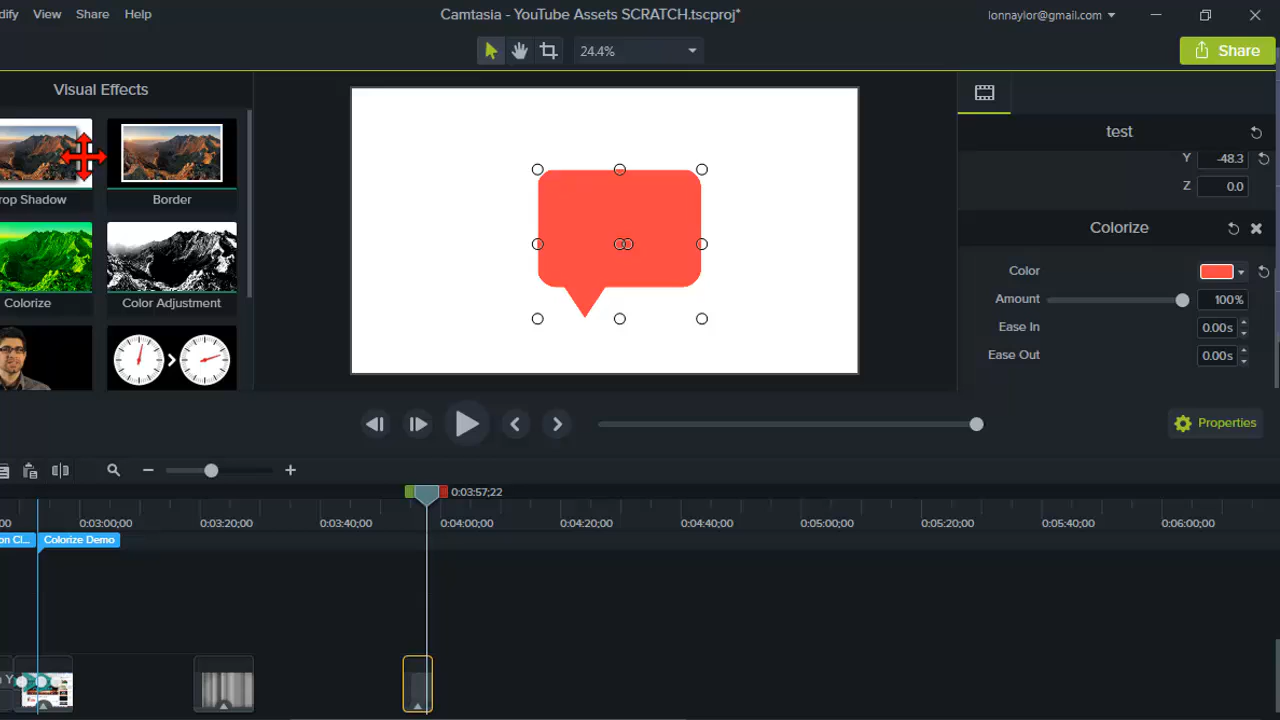 dify View Share Help
Camtasia - YouTube Assets SCRATCH.tscproj*
lonnaylor@gmail.com
24.4%
Share
Visual Effects
rop Shadow
Border
Colorize
Color Adjustment
test
Y -48.3
Z 0.0
Colorize
Color
Amount 100%
Ease In 0.00s
Ease Out 0.00s
Properties
0:03:57;22
00 0:03:00;00 0:03:20;00 0:03:40;00 0:04:00;00 0:04:20;00 0:04:40;00 0:05:00;00 0:05:20;00 0:05:40;00 0:06:00;00
on Cl... Colorize Demo
Y